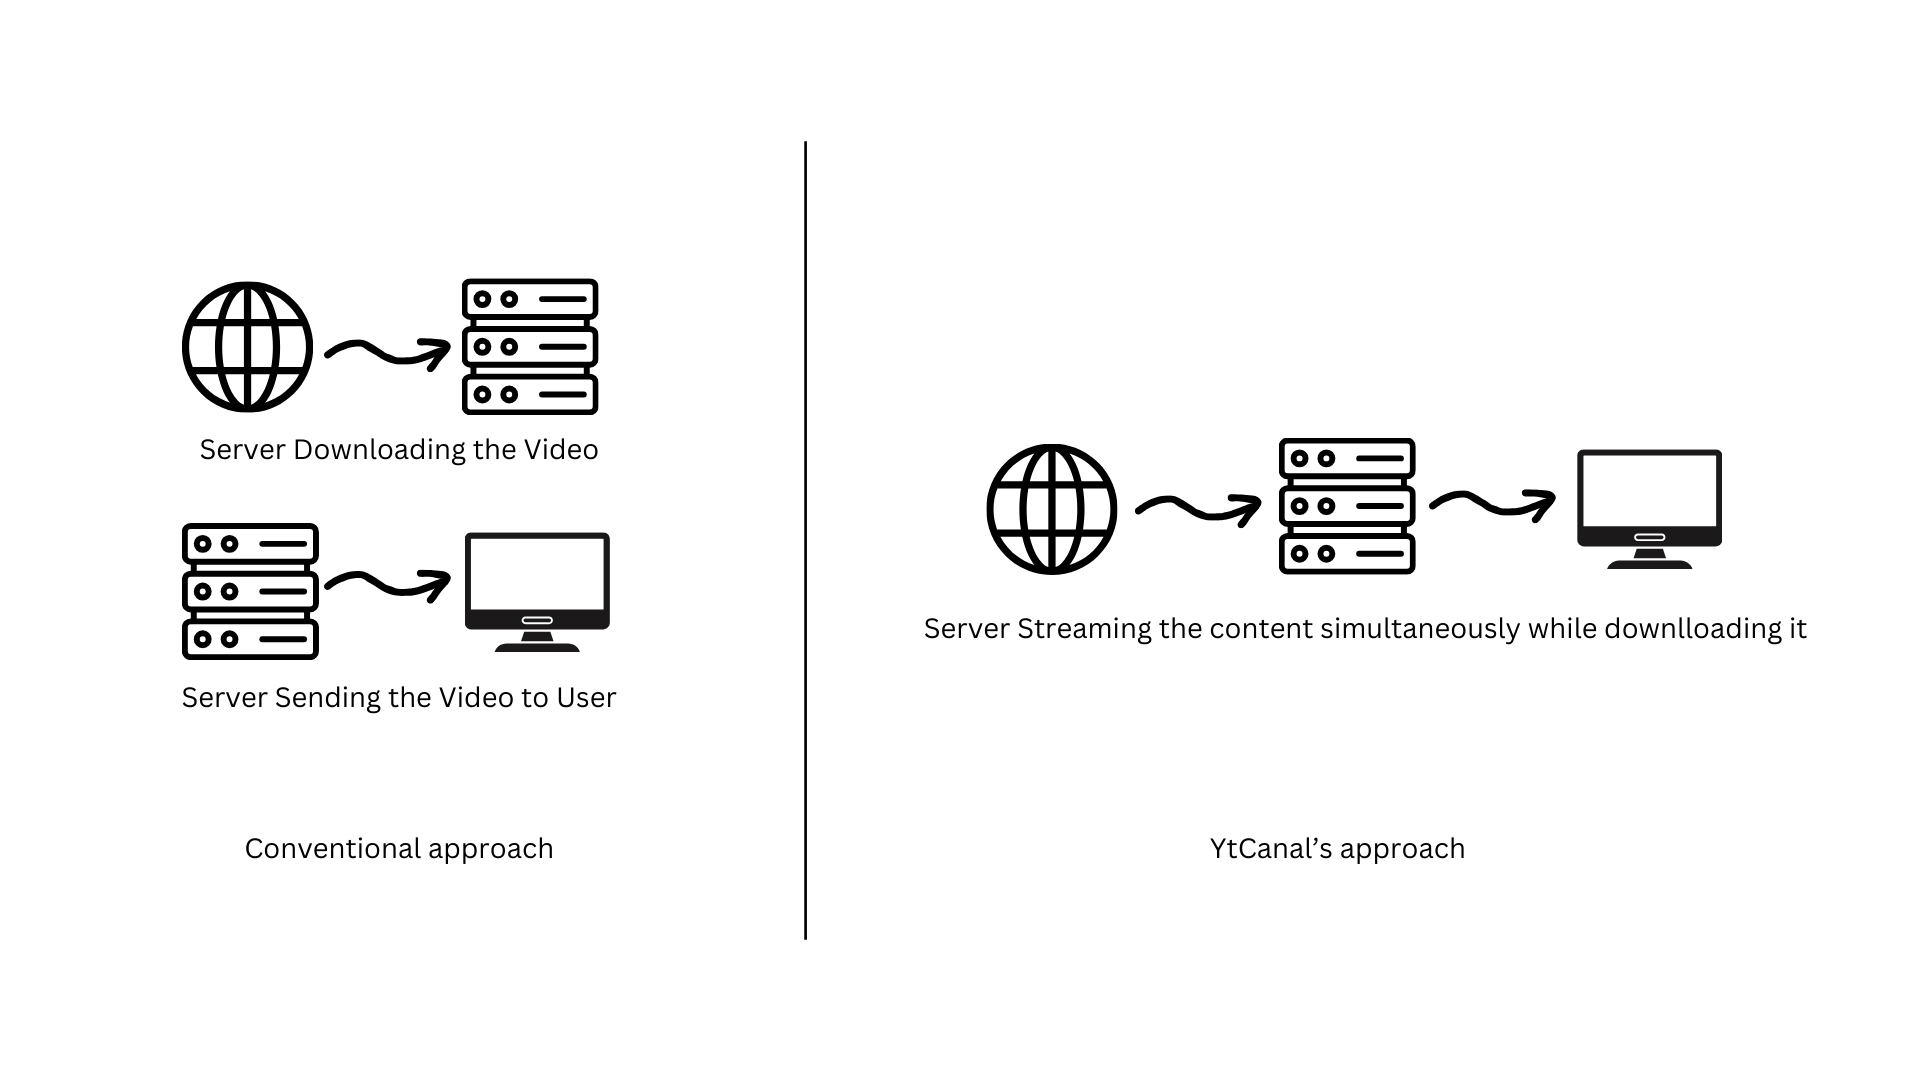 Server Downloading the Video
Server Sending the Video to User
Conventional approach
Server Streaming the content simultaneously while downlloading it
YtCanal’s approach